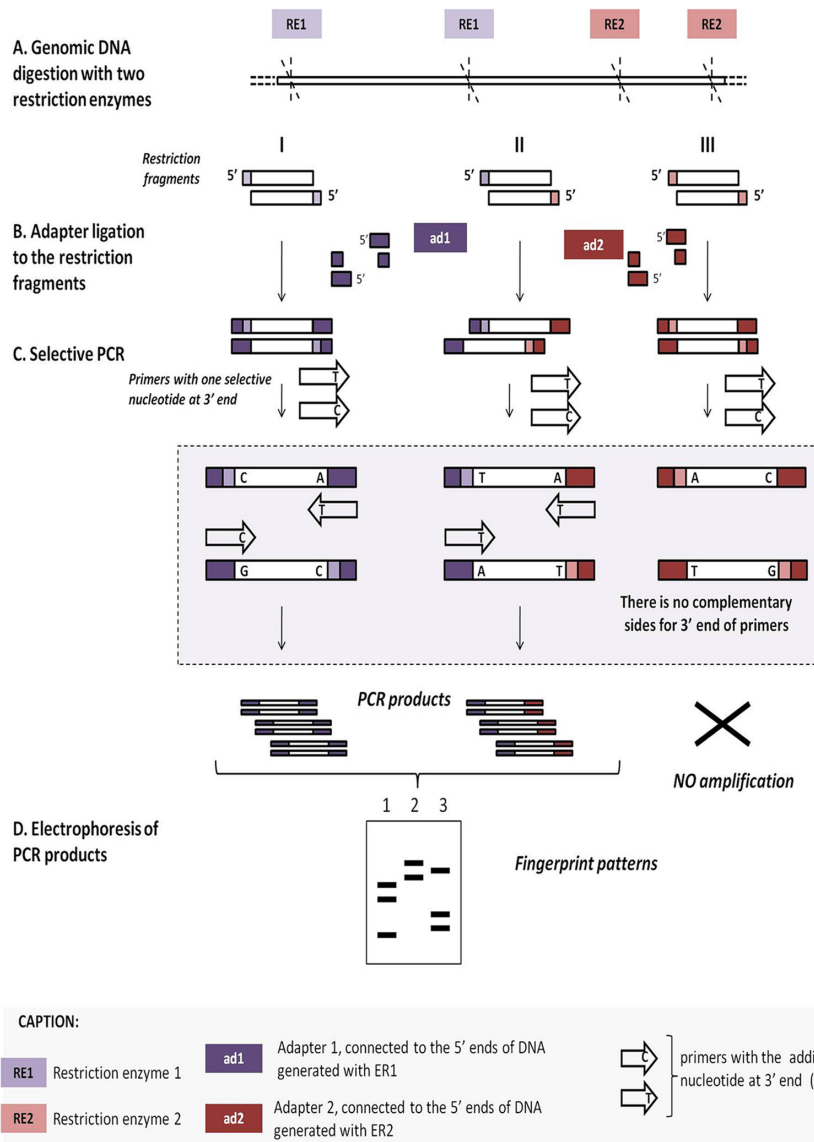 RE1 RE1 RE2 RE2
A. Genomic DNA
digestion with two
restriction enzymes
I II III
Restriction
fragments
5’ 5’ 5’ 5’ 5’ 5’
B. Adapter ligation
to the restriction
fragments
5’ ad1 ad2 5’
5’ 5’
C. Selective PCR
Primers with one selective
nucleotide at 3’ end
T T T
C C C
C A T A A C
T T
C T
G C A T T G
There is no complementary
sides for 3’ end of primers
PCR products
NO amplification
1 2 3
D. Electrophoresis of
PCR products
Fingerprint patterns
CAPTION:
RE1 Restriction enzyme 1
ad1 Adapter 1, connected to the 5’ ends of DNA
generated with ER1
RE2 Restriction enzyme 2
ad2 Adapter 2, connected to the 5’ ends of DNA
generated with ER2
C
T
primers with the addi
nucleotide at 3’ end (